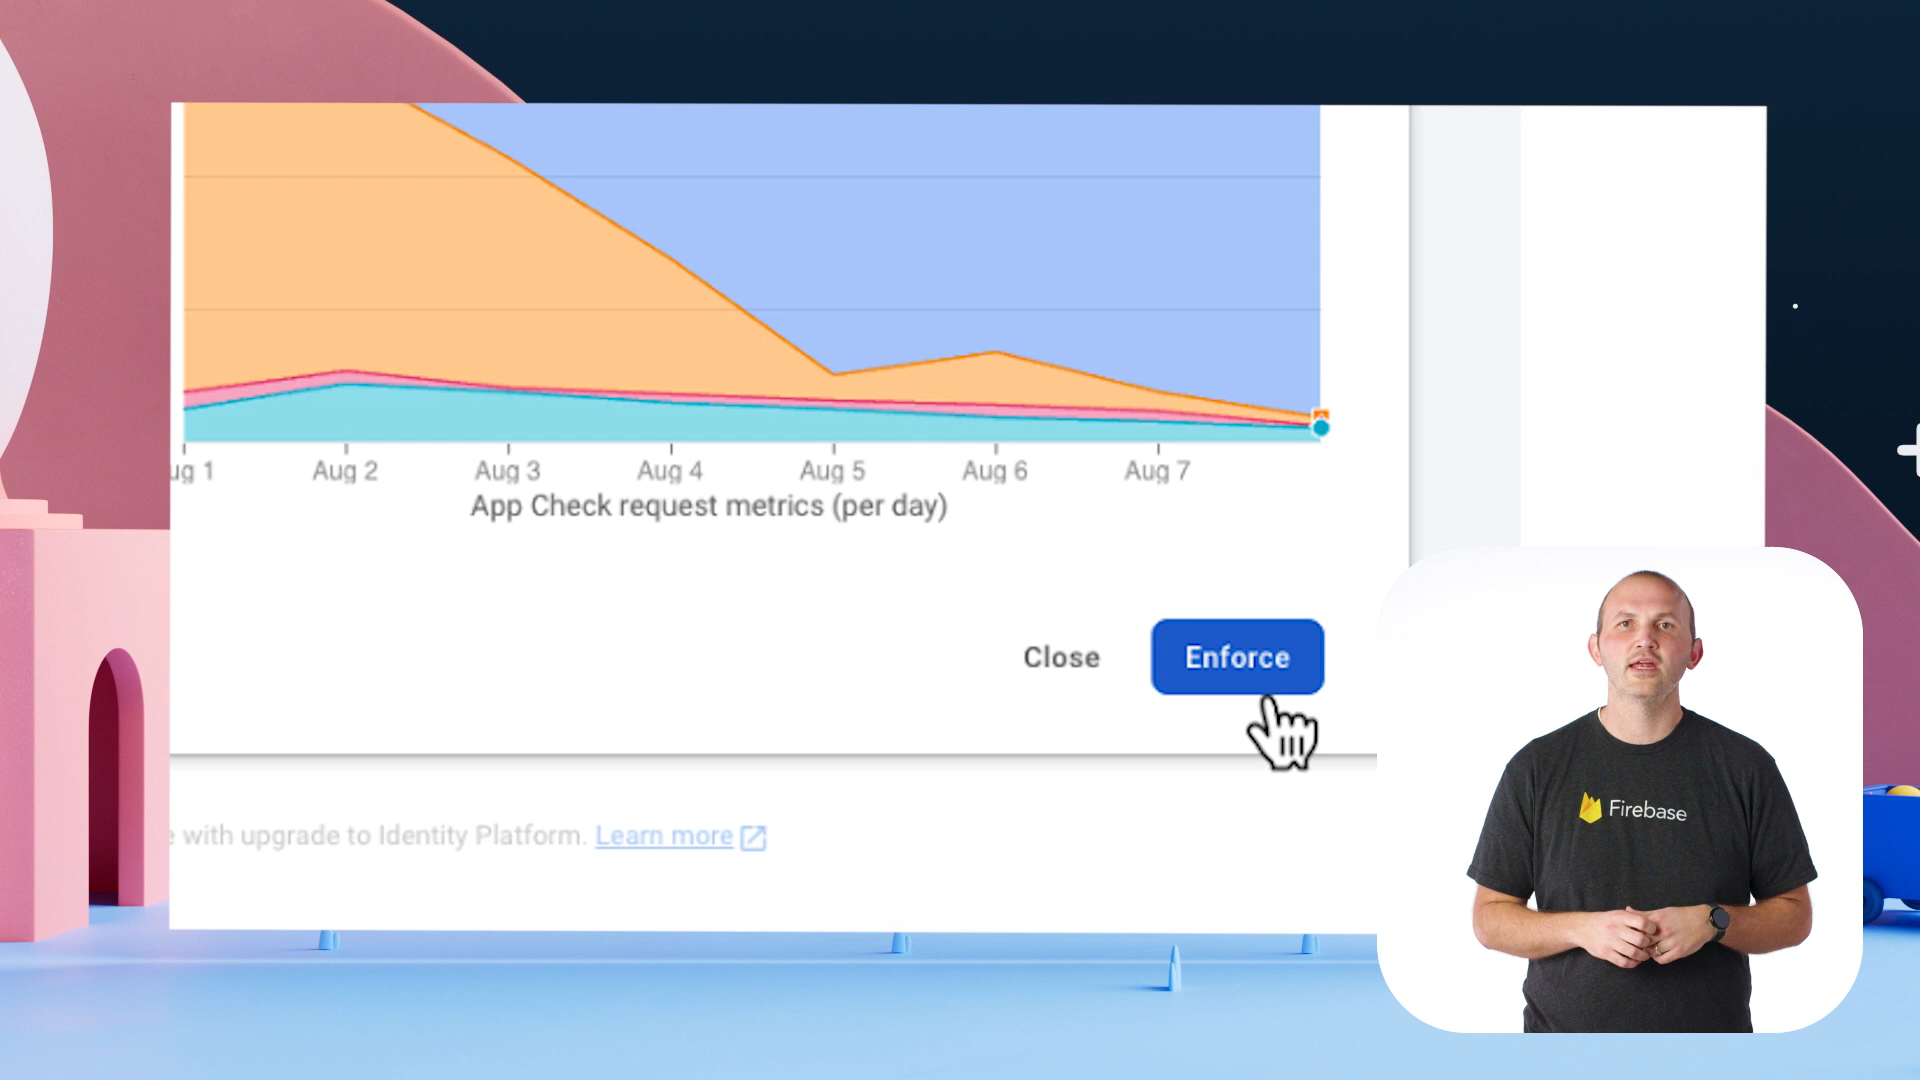 ug 1 Aug 2 Aug 3 Aug 4 Aug 5 Aug 6 Aug 7
App Check request metrics (per day)
Close Enforce
e with upgrade to Identity Platform. Learn more
Firebase